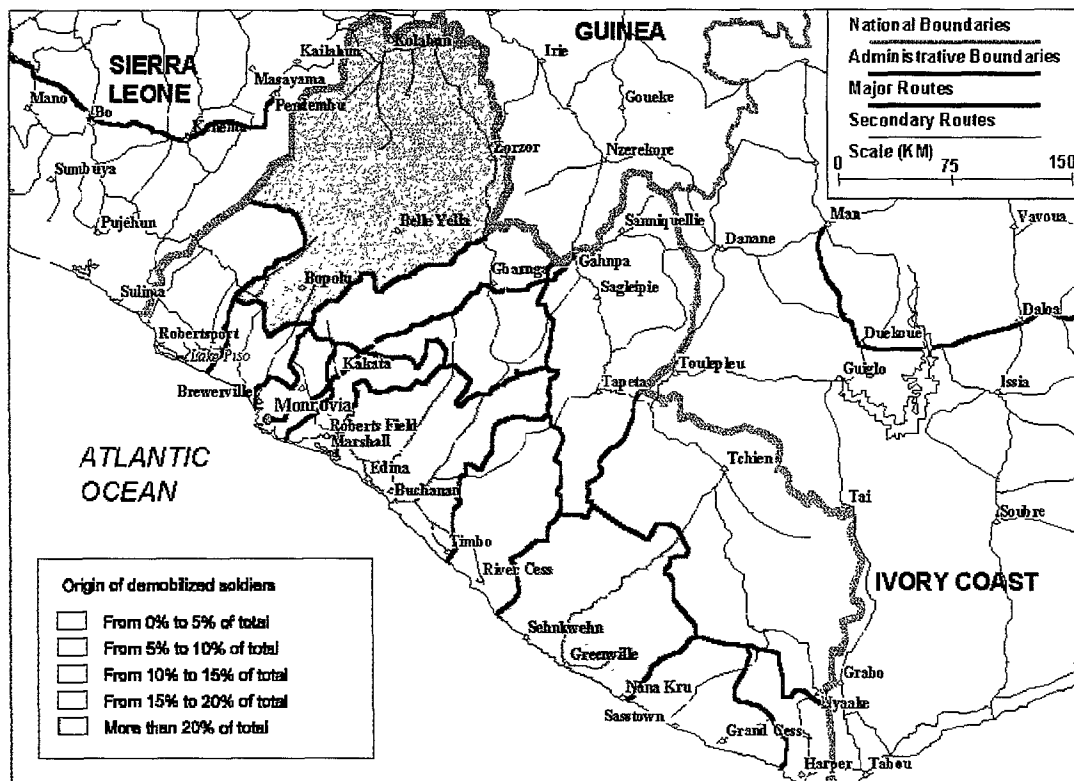 GUINEA
SIERRA
LEONE
Kailahun
Kolahun
Irie
Masayama
Mano
Bo
Kenema
Pendembu
Goueke
Zorzor
Nzerekore
Sumbuya
Pujehun
Belle Yella
Sanniquellie
Man
Vavoua
Danane
Gbarnga
Gahnpa
Bopolu
Sagleipie
Sulima
Daloa
Robertsport
Lake Piso
Duekoue
Kakata
Toulepleu
Guiglo
Issia
Brewerville
Tapeta
Monrovia
Roberts Field
Marshall
ATLANTIC
OCEAN
Edina
Tchien
Buchanan
Tai
Soubre
Timbo
River Cess
IVORY COAST
Sehnkwehn
Greenville
Grabo
Nana Kru
Nyaake
Sasstown
Grand Cess
Harper
Tabou
National Boundaries
Administrative Boundaries
Major Routes
Secondary Routes
Scale (KM)
0 75 150
Origin of demobilized soldiers
From 0% to 5% of total
From 5% to 10% of total
From 10% to 15% of total
From 15% to 20% of total
More than 20% of total